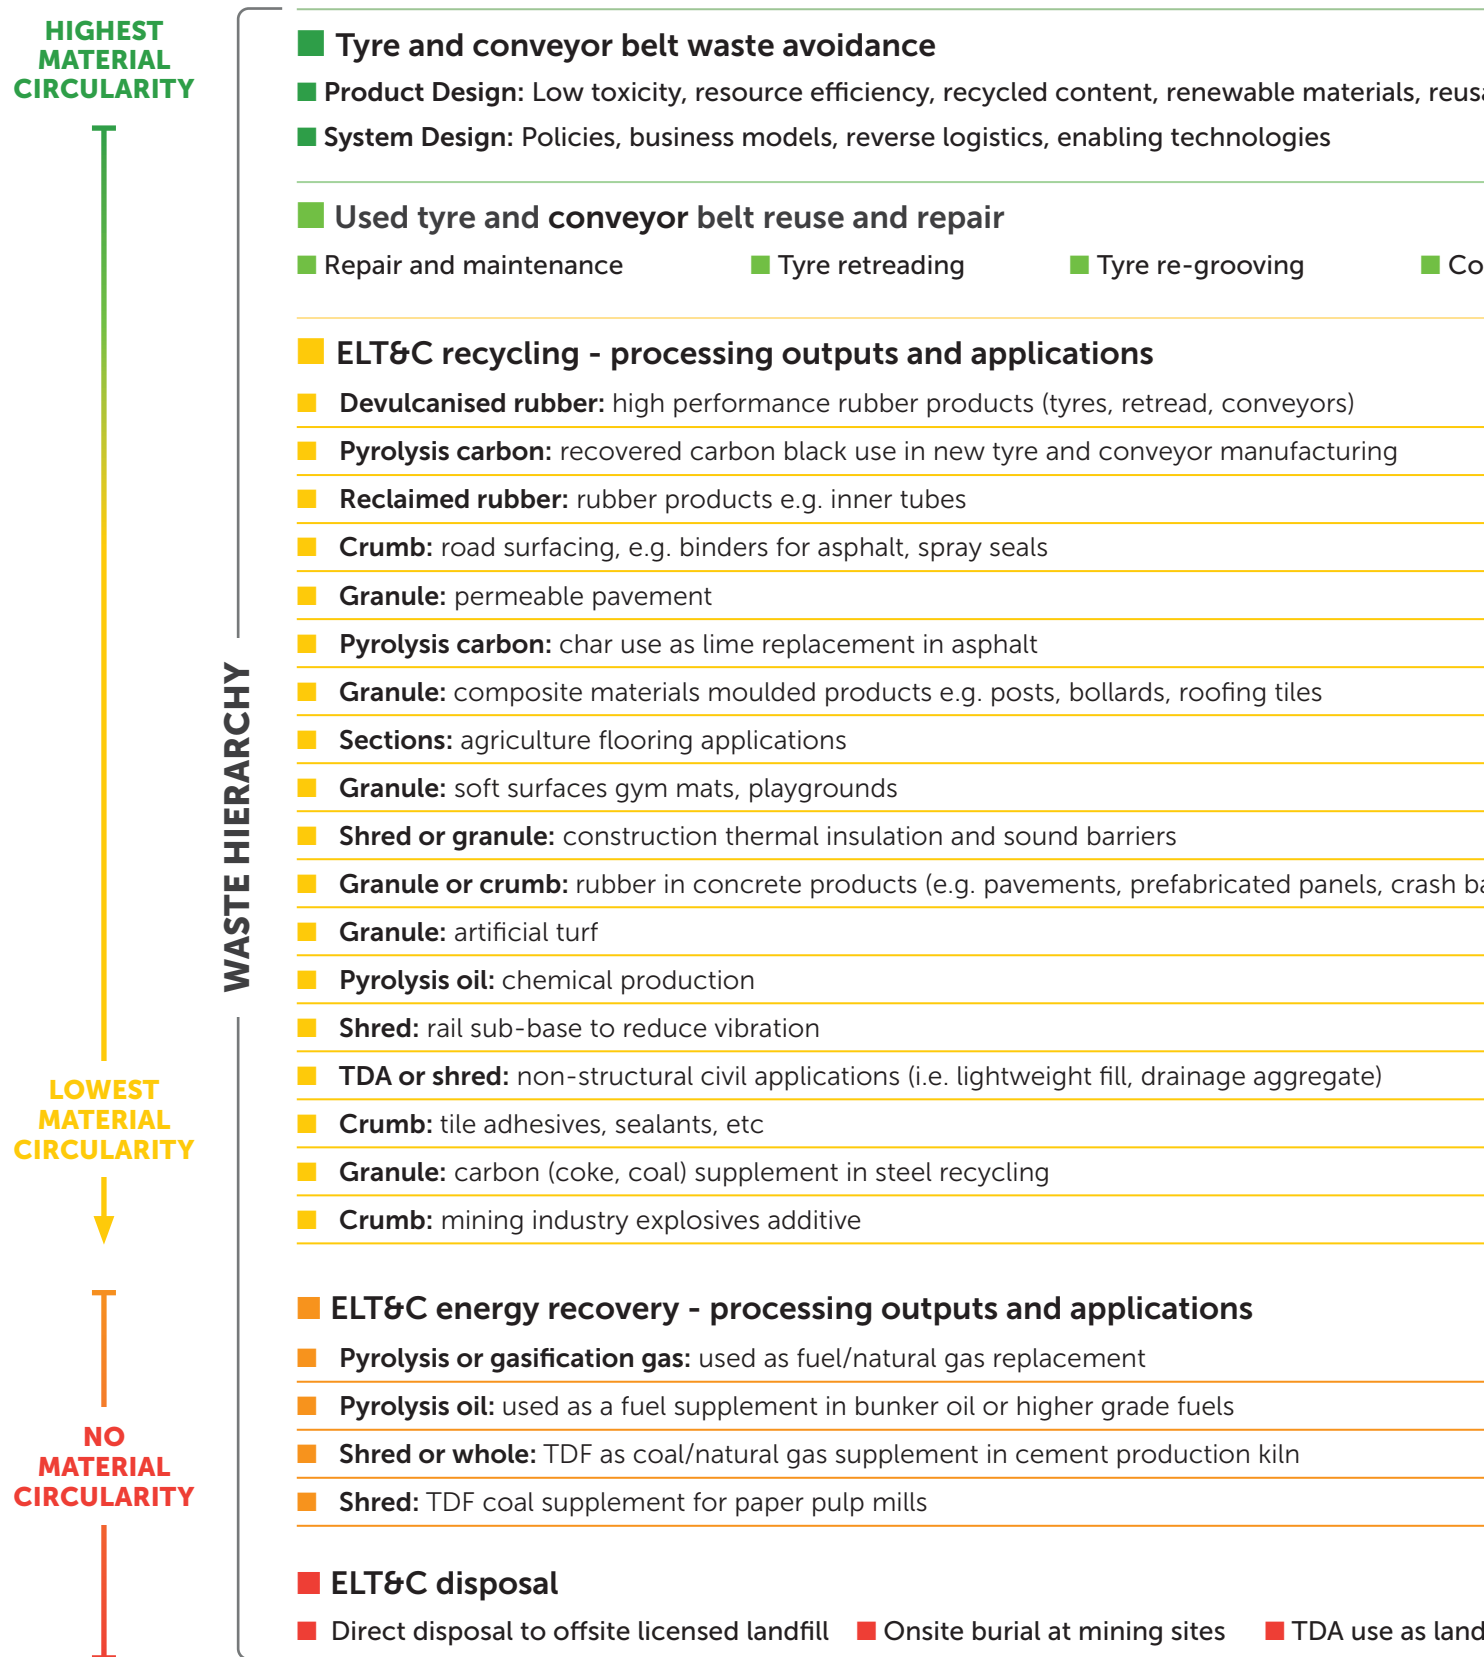 HIGHEST
MATERIAL
CIRCULARITY
LOWEST
MATERIAL
CIRCULARITY
NO
MATERIAL
CIRCULARITY
WASTE HIERARCHY
Tyre and conveyor belt waste avoidance
Product Design: Low toxicity, resource efficiency, recycled content, renewable materials,
System Design: Policies, business models, reverse logistics, enabling technologies
Used tyre and conveyor belt reuse and repair
Repair and maintenance Tyre retreading Tyre re-grooving
ELT&C recycling - processing outputs and applications
Devulcanised rubber: high performance rubber products (tyres, retread, conveyors)
Pyrolysis carbon: recovered carbon black use in new tyre and conveyor manufacturing
Reclaimed rubber: rubber products e.g. inner tubes
Crumb: road surfacing, e.g. binders for asphalt, spray seals
Granule: permeable pavement
Pyrolysis carbon: char use as lime replacement in asphalt
Granule: composite materials moulded products e.g. posts, bollards, roofing tiles
Sections: agriculture flooring applications
Granule: soft surfaces gym mats, playgrounds
Shred or granule: construction thermal insulation and sound barriers
Granule or crumb: rubber in concrete products (e.g. pavements, prefabricated panels, crash
Granule: artificial turf
Pyrolysis oil: chemical production
Shred: rail sub-base to reduce vibration
TDA or shred: non-structural civil applications (i.e. lightweight fill, drainage aggregate)
Crumb: tile adhesives, sealants, etc
Granule: carbon (coke, coal) supplement in steel recycling
Crumb: mining industry explosives additive
ELT&C energy recovery - processing outputs and applications
Pyrolysis or gasification gas: used as fuel/natural gas replacement
Pyrolysis oil: used as a fuel supplement in bunker oil or higher grade fuels
Shred or whole: TDF as coal/natural gas supplement in cement production kiln
Shred: TDF coal supplement for paper pulp mills
ELT&C disposal
Direct disposal to offsite licensed landfill Onsite burial at mining sites TDA use as